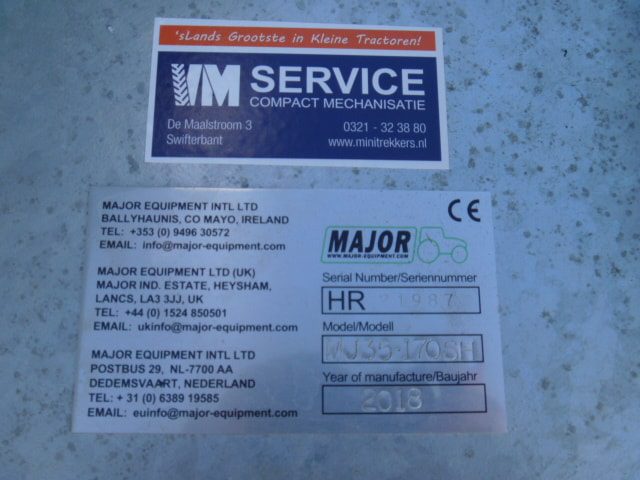 'sLands Grootste in Kleine Tractoren!
VM SERVICE
COMPACT MECHANISATIE
De Maalstroom 3
0321 - 32 38 80
Swifterbant
www.minitrekkers.nl
MAJOR EQUIPMENT INTL LTD
BALLYHAUNIS, CO MAYO, IRELAND
TEL: +353 (0) 9496 30572
EMAIL: info@major-equipment.com
MAJOR EQUIPMENT LTD (UK)
MAJOR IND. ESTATE, HEYSHAM,
LANCS, LA3 3JJ, UK
TEL: +44 (0) 1524 850501
EMAIL: ukinfo@major-equipment.com
MAJOR EQUIPMENT INTL LTD
POSTBUS 29, NL-7700 AA
DEDEMSVAART, NEDERLAND
TEL: + 31 (0) 6389 19585
EMAIL: euinfo@major-equipment.com
CE
MAJOR
WWW.MAJOR-EQUIPMENT.COM
Serial Number/Seriennummer
HR 21987
Model/Modell
MJ35-170SH
Year of manufacture/Baujahr
2018